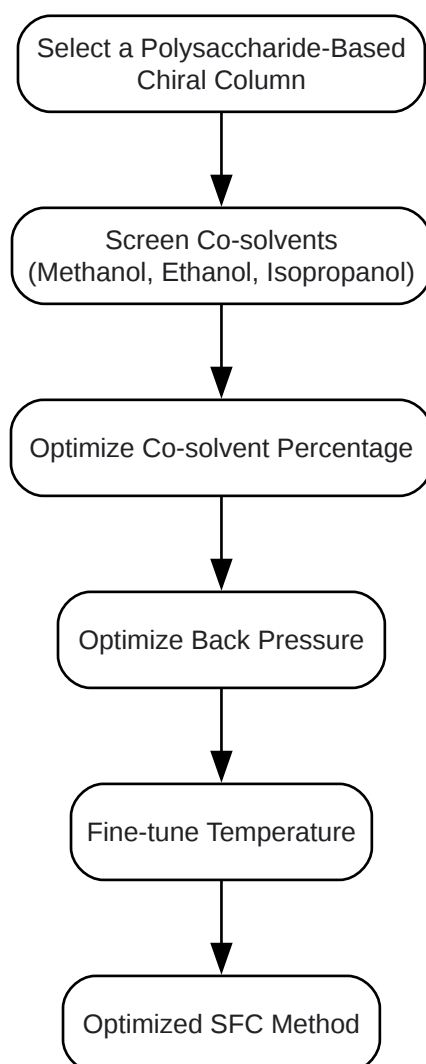 Select a Polysaccharide-Based
Chiral Column
Screen Co-solvents
(Methanol, Ethanol, Isopropanol)
Optimize Co-solvent Percentage
Optimize Back Pressure
Fine-tune Temperature
Optimized SFC Method